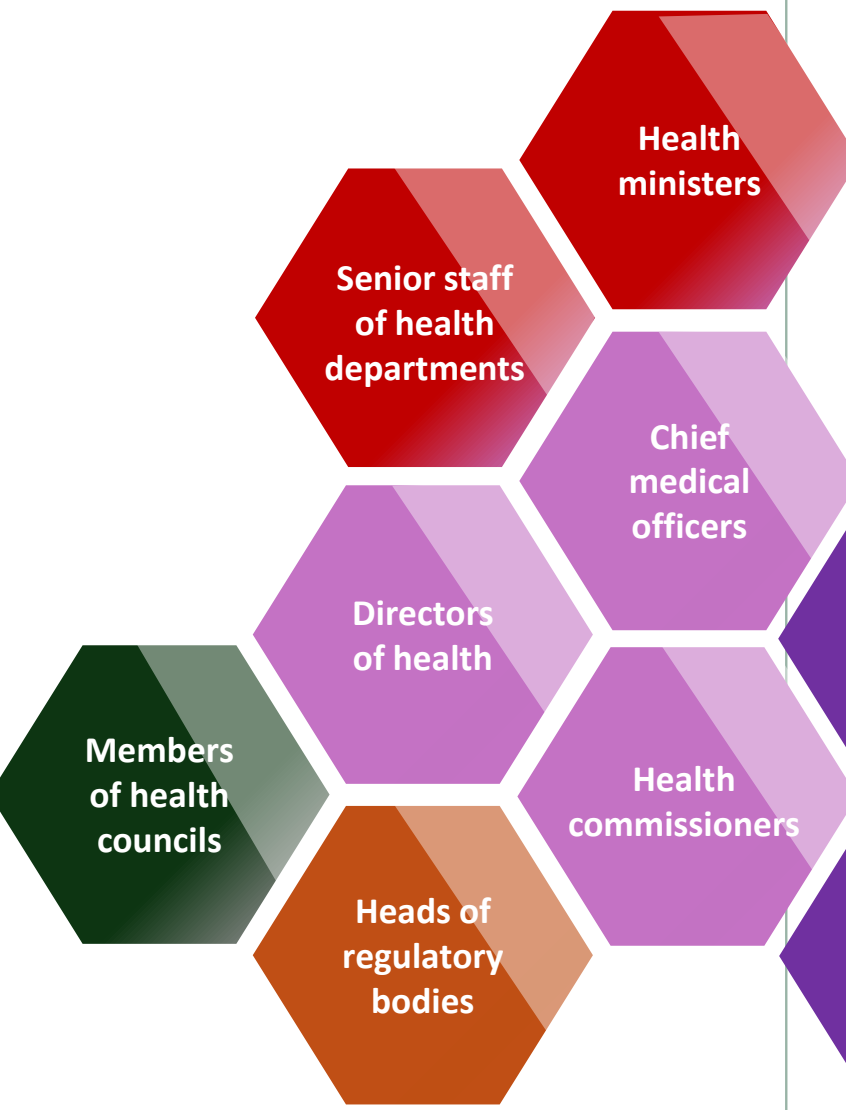 Health
ministers
Senior staff
of health
departments
Chief
medical
officers
Directors
of health
Members
of health
councils
Health
commissioners
Heads of
regulatory
bodies